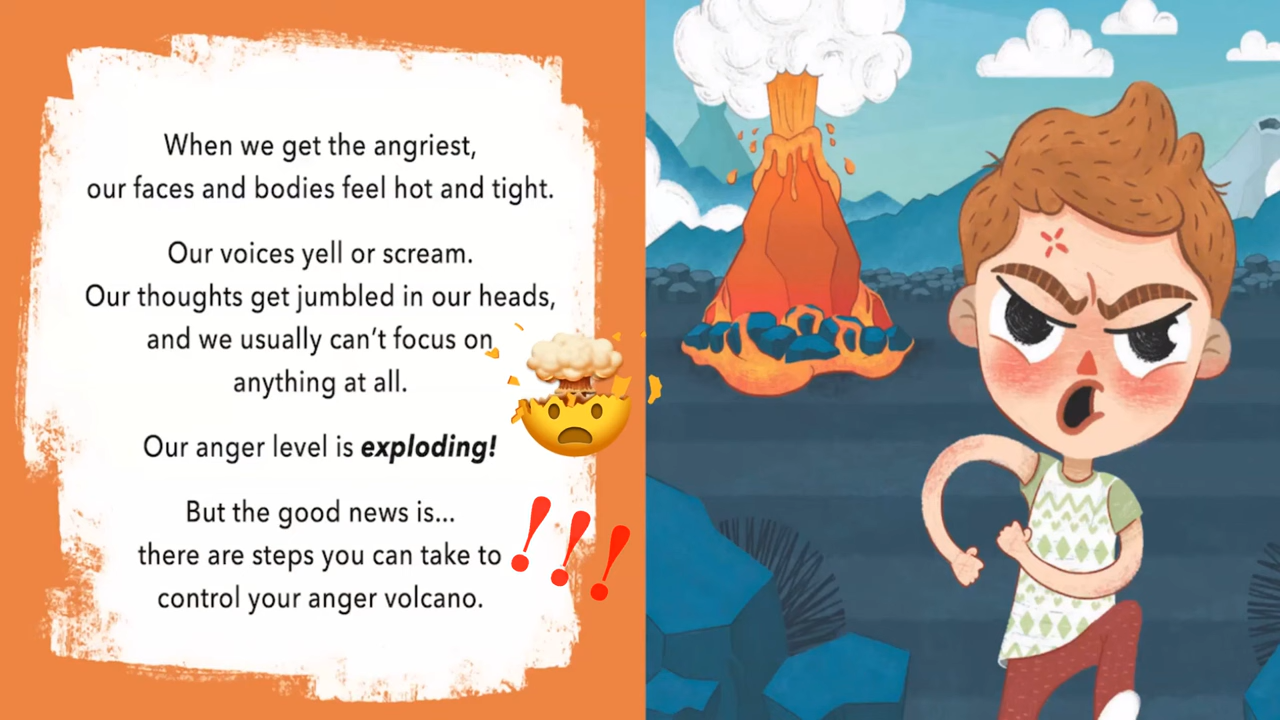 When we get the angriest,
our faces and bodies feel hot and tight.
Our voices yell or scream.
Our thoughts get jumbled in our heads,
and we usually can’t focus on
anything at all.
Our anger level is exploding!
But the good news is...
there are steps you can take to
control your anger volcano.